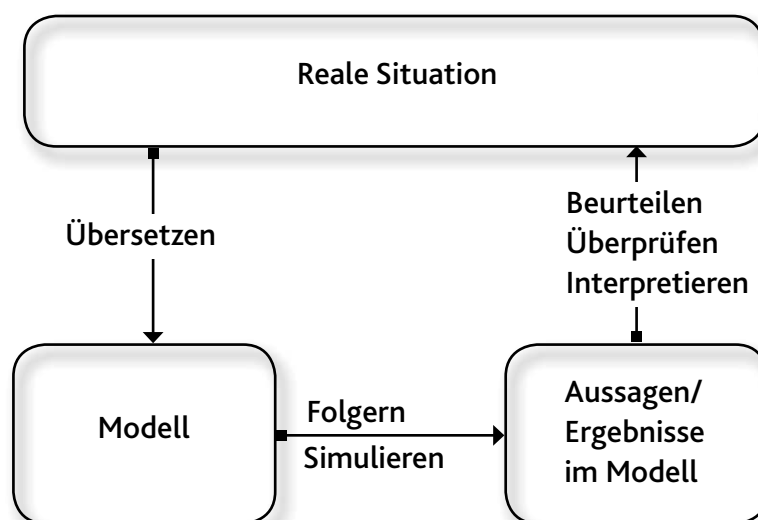 Reale Situation
Übersetzen
Beurteilen
Überprüfen
Interpretieren
Modell
Folgern
Simulieren
Aussagen/
Ergebnisse
im Modell